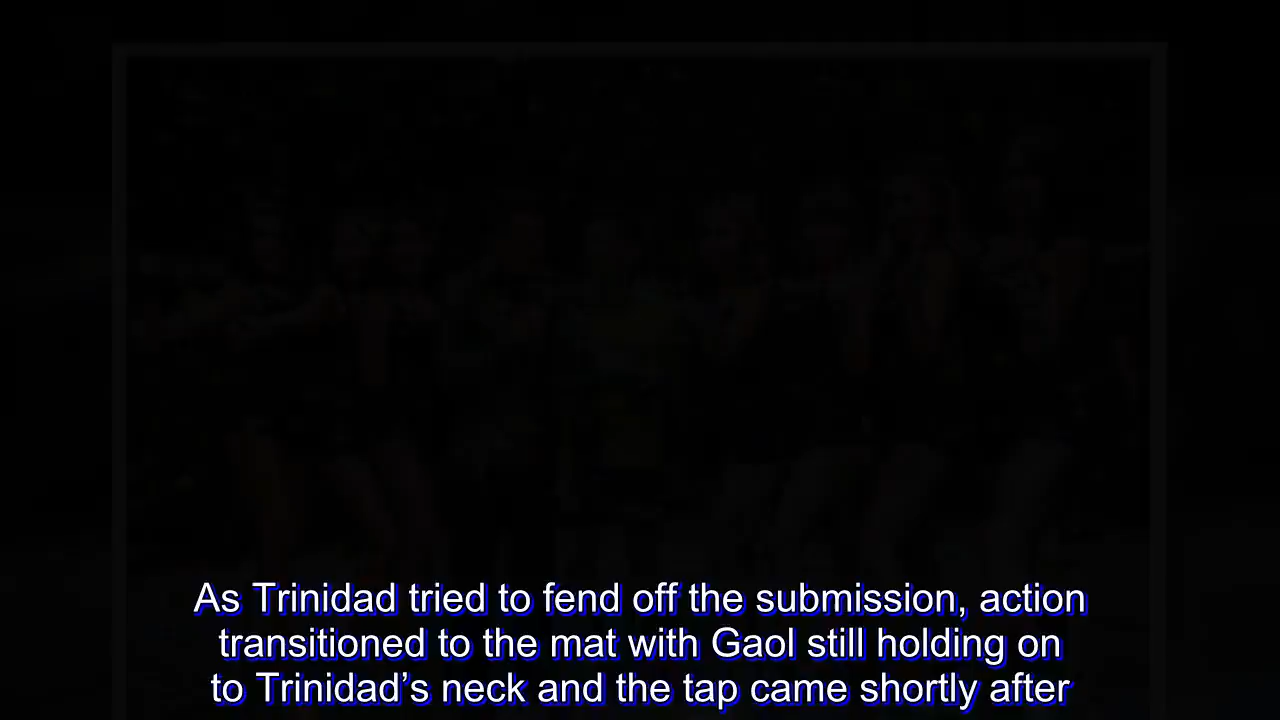 As Trinidad tried to fend off the submission, action
transitioned to the mat with Gaol still holding on
to Trinidad’s neck and the tap came shortly after